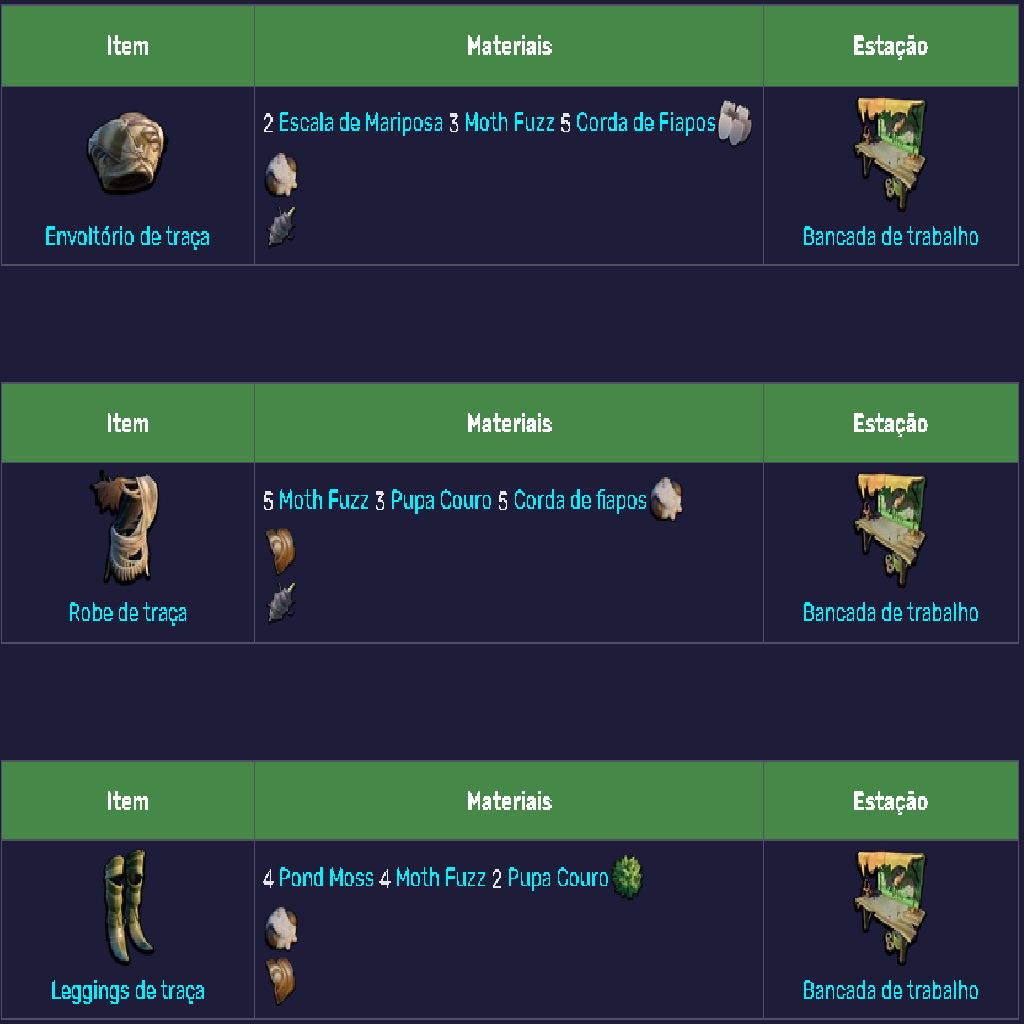 Item Materiais Estação
2 Escala de Mariposa 3 Moth Fuzz 5 Corda de Fiapos
Envoltório de traça Bancada de trabalho
Item Materiais Estação
5 Moth Fuzz 3 Pupa Couro 5 Corda de fiapos
Robe de traça Bancada de trabalho
Item Materiais Estação
4 Pond Moss 4 Moth Fuzz 2 Pupa Couro
Leggings de traça Bancada de trabalho